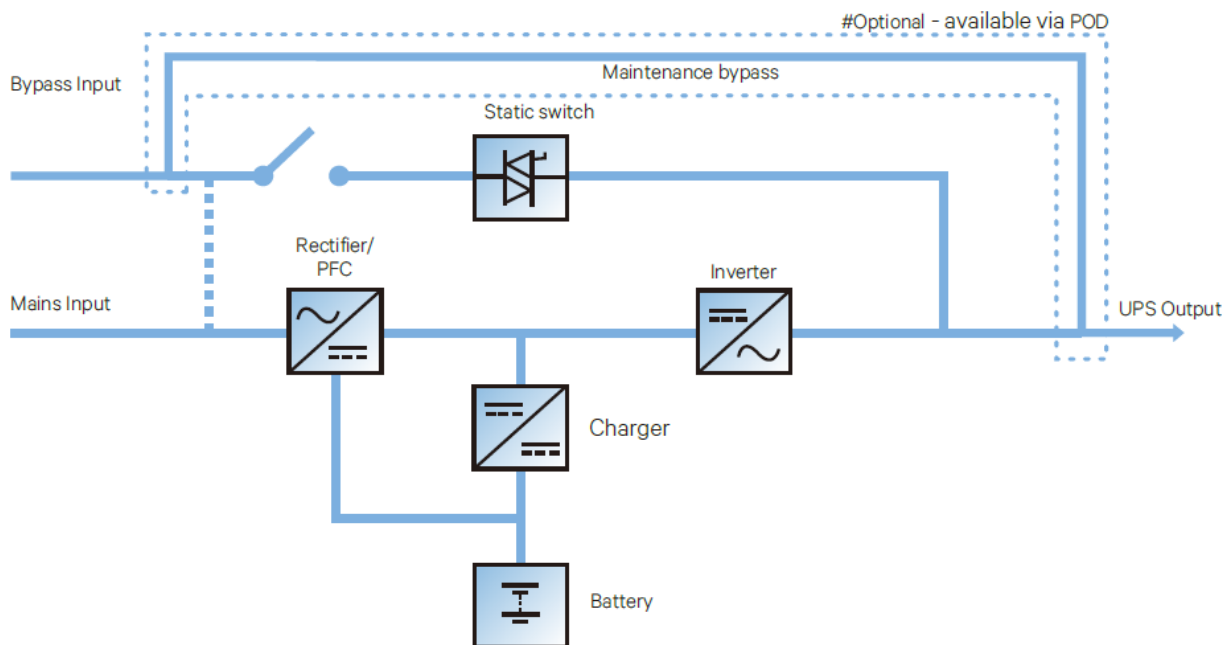 #Optional - available via POD
Bypass Input
Maintenance bypass
Static switch
Rectifier/
PFC
Mains Input
Inverter
UPS Output
Charger
Battery